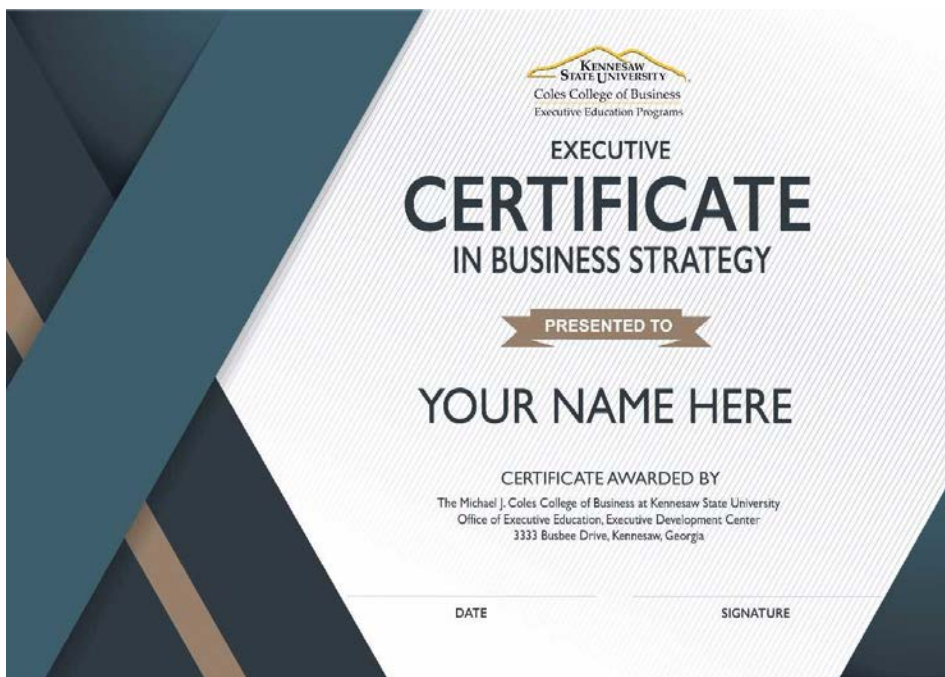 KENNESAW
STATE UNIVERSITY
Coles College of Business
Executive Education Programs
EXECUTIVE
CERTIFICATE
IN BUSINESS STRATEGY
PRESENTED TO
YOUR NAME HERE
CERTIFICATE AWARDED BY
The Michael J. Coles College of Business at Kennesaw State University
Office of Executive Education, Executive Development Center
3333 Busbee Drive, Kennesaw, Georgia
DATE SIGNATURE